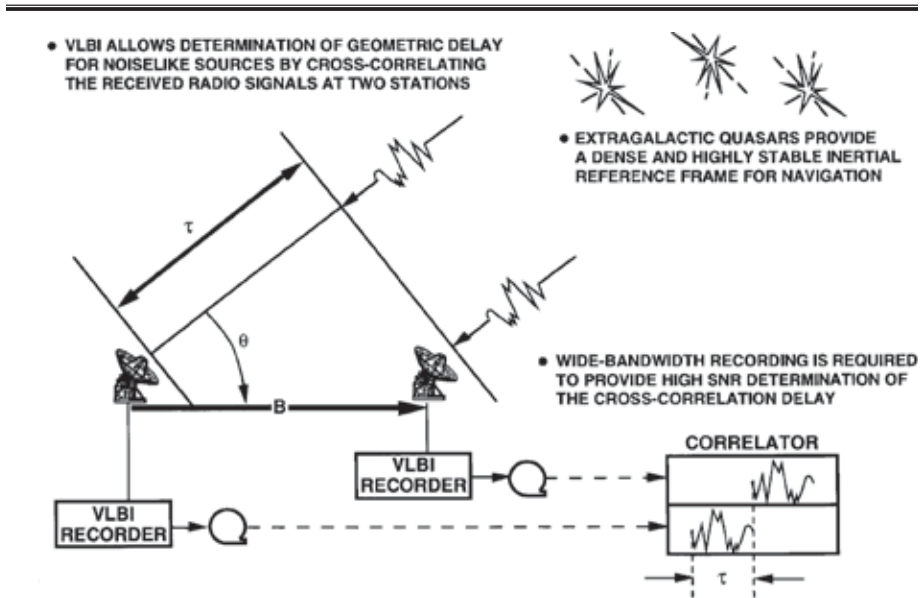 • VLBI ALLOWS DETERMINATION OF GEOMETRIC DELAY
FOR NOISELIKE SOURCES BY CROSS-CORRELATING
THE RECEIVED RADIO SIGNALS AT TWO STATIONS
• EXTRAGALACTIC QUASARS PROVIDE
A DENSE AND HIGHLY STABLE INERTIAL
REFERENCE FRAME FOR NAVIGATION
τ
θ
• WIDE-BANDWIDTH RECORDING IS REQUIRED
TO PROVIDE HIGH SNR DETERMINATION OF
THE CROSS-CORRELATION DELAY
B
CORRELATOR
VLBI
RECORDER
VLBI
RECORDER
τ